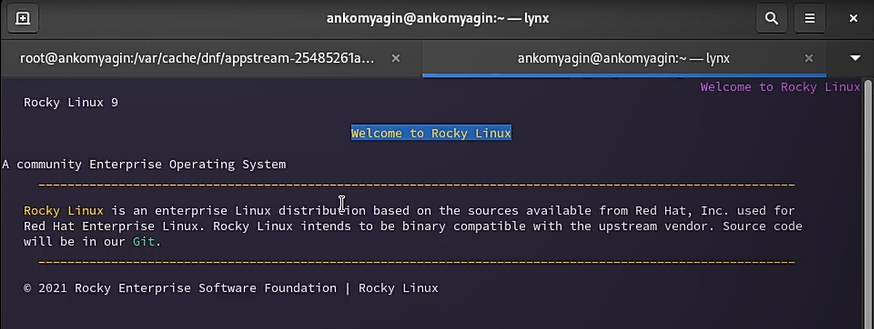 ankomyagin@ankomyagin:~ — lynx
root@ankomyagin:/var/cache/dnf/appstream-25485261a…
ankomyagin@ankomyagin:~ — lynx
Welcome to Rocky Linux
Rocky Linux 9
Welcome to Rocky Linux
A community Enterprise Operating System
Rocky Linux is an enterprise Linux distribution based on the sources available from Red Hat, Inc. used for
Red Hat Enterprise Linux. Rocky Linux intends to be binary compatible with the upstream vendor. Source code
will be in our Git.
© 2021 Rocky Enterprise Software Foundation | Rocky Linux